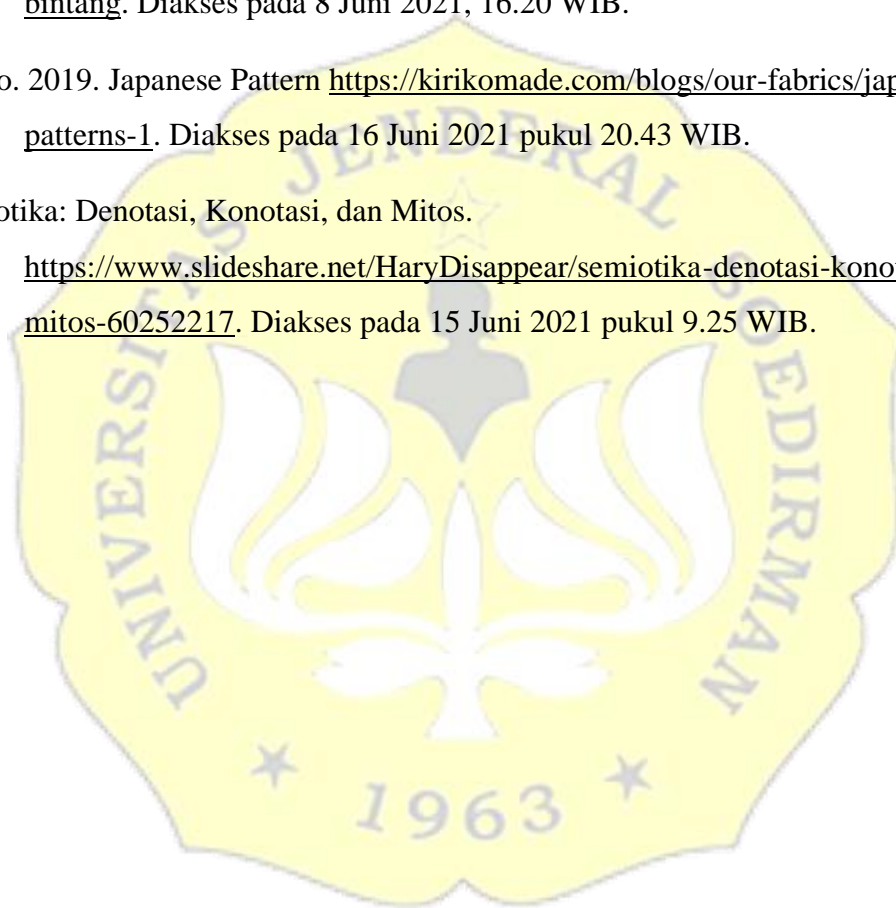 bintang. Diakses pada 8 Juni 2021, 16.20 WIB.
o. 2019. Japanese Pattern https://kirikomade.com/blogs/our-fabrics/jap
patterns-1. Diakses pada 16 Juni 2021 pukul 20.43 WIB.
otika: Denotasi, Konotasi, dan Mitos.
https://www.slideshare.net/HaryDisappear/semiotika-denotasi-kono
mitos-60252217. Diakses pada 15 Juni 2021 pukul 9.25 WIB.
UNIVERSITAS JENDERAL SOEDIRMAN
1963